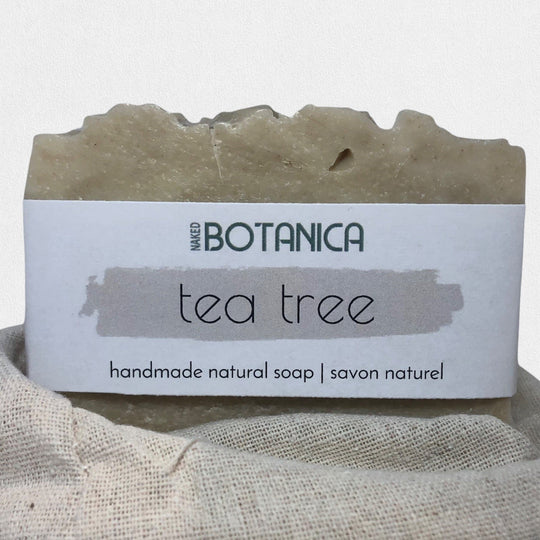 NAKED BOTANICA
tea tree
handmade natural soap | savon naturel